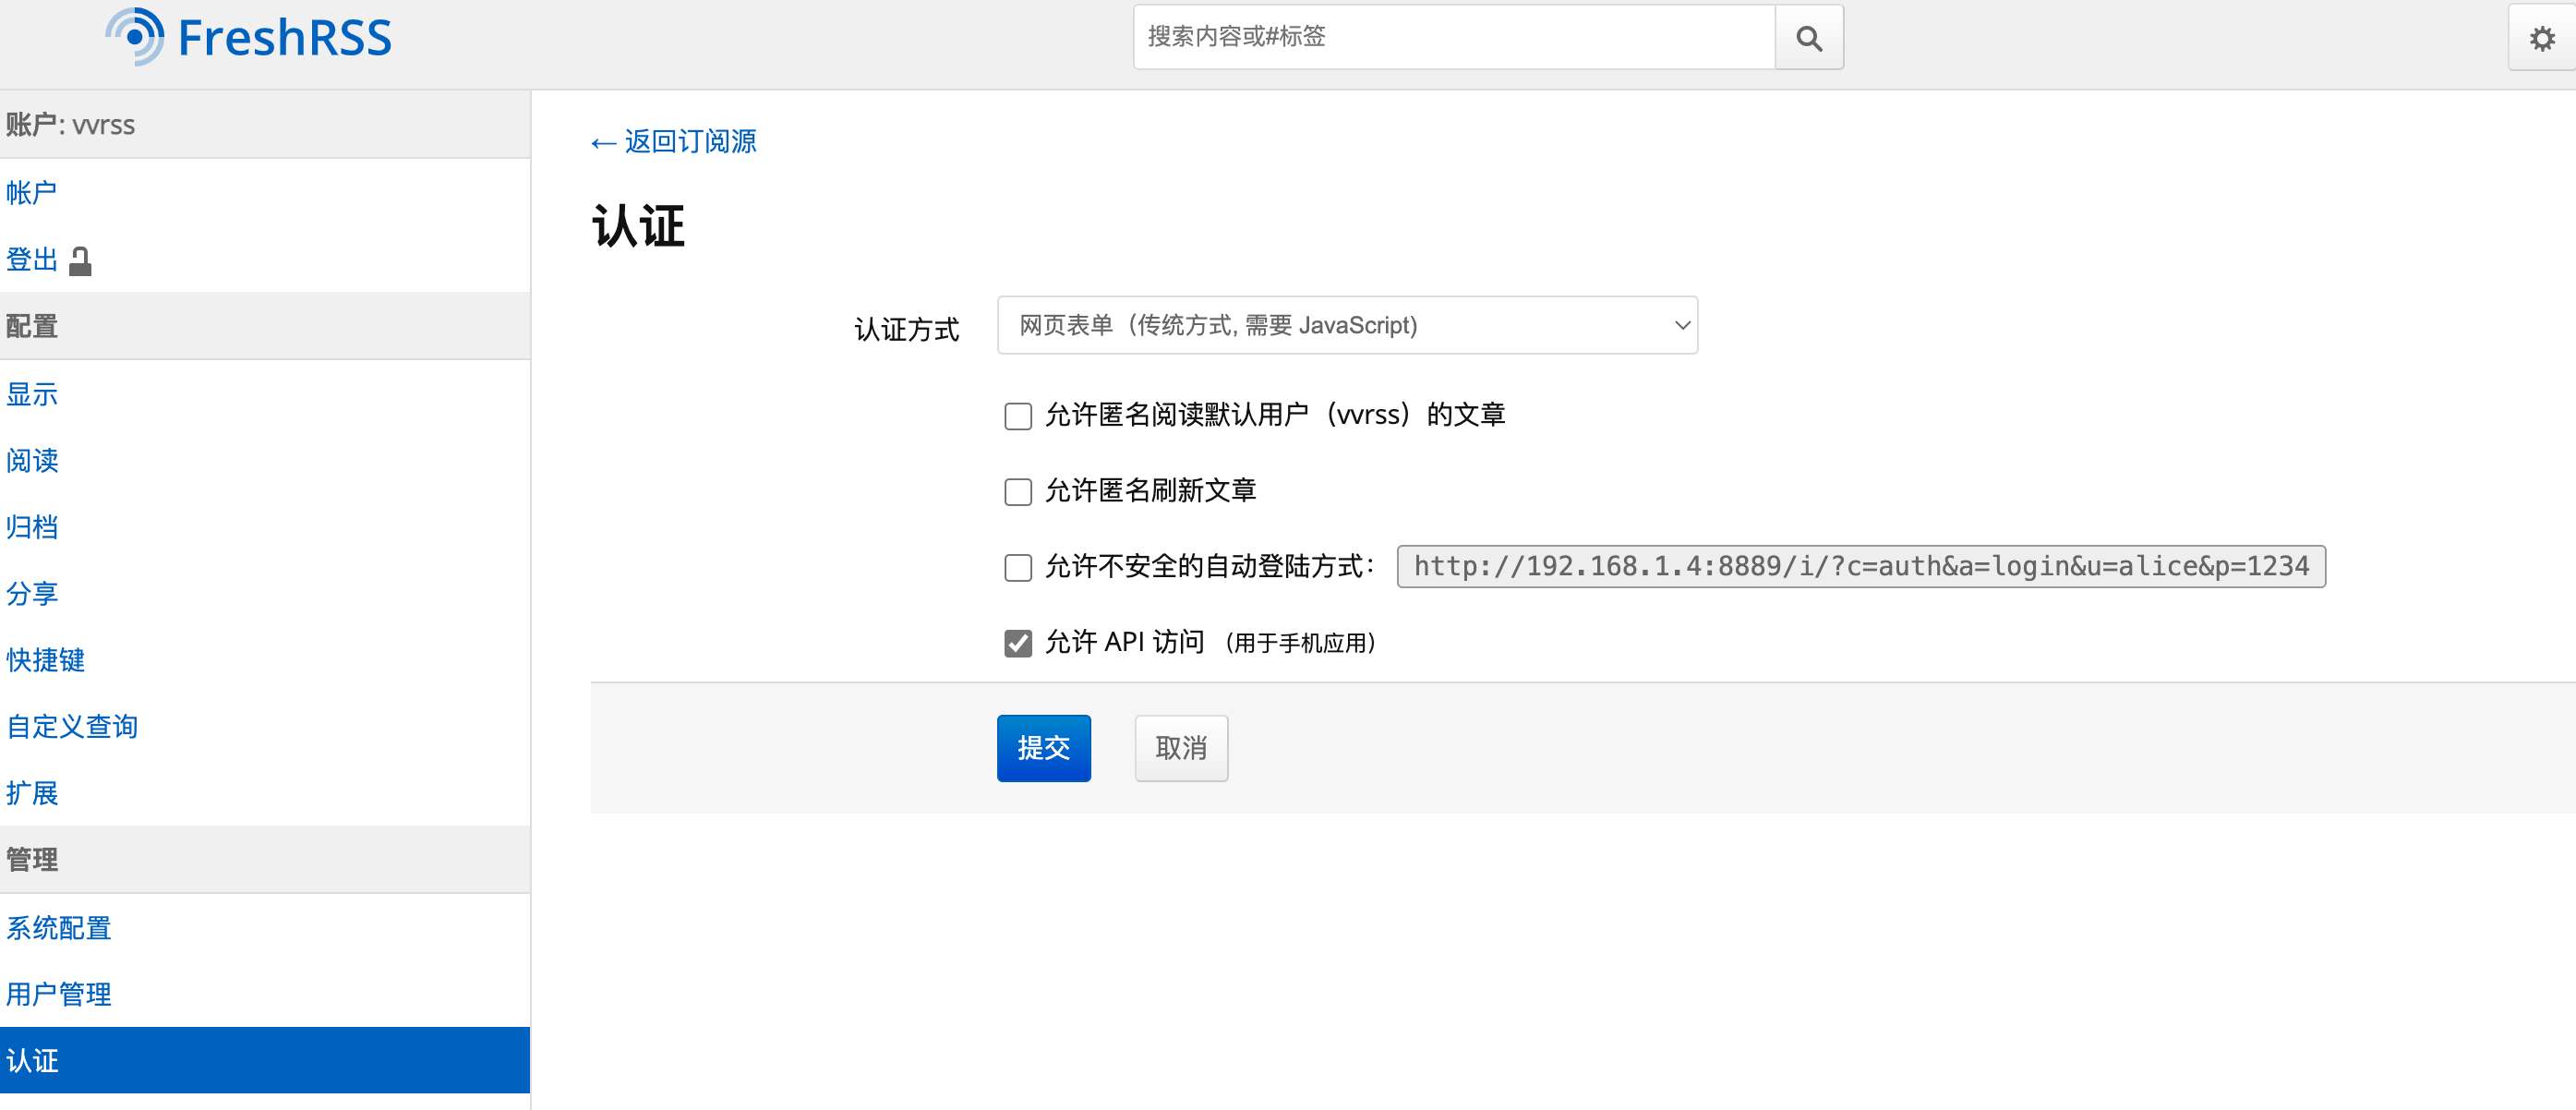 FreshRSS
搜索内容或#标签
账户: vvrss
帐户
登出
配置
显示
阅读
归档
分享
快捷键
自定义查询
扩展
管理
系统配置
用户管理
认证
← 返回订阅源
认证
认证方式 网页表单（传统方式, 需要 JavaScript)
允许匿名阅读默认用户（vvrss）的文章
允许匿名刷新文章
允许不安全的自动登陆方式： http://192.168.1.4:8889/i/?c=auth&a=login&u=alice&p=1234
允许 API 访问 （用于手机应用）
提交 取消